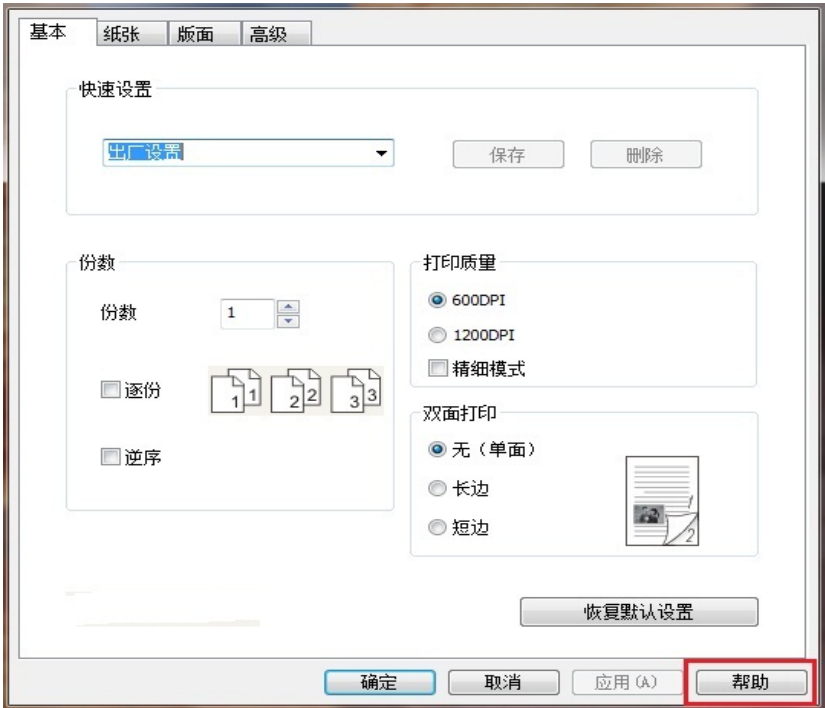 基本 纸张 版面 高级
快速设置
出厂设置 保存 删除
份数
份数 1
逐份 1 1 2 2 3 3
逆序
打印质量
600DPI
1200DPI
精细模式
双面打印
无（单面）
长边
短边
1
2
恢复默认设置
确定 取消 应用(A) 帮助